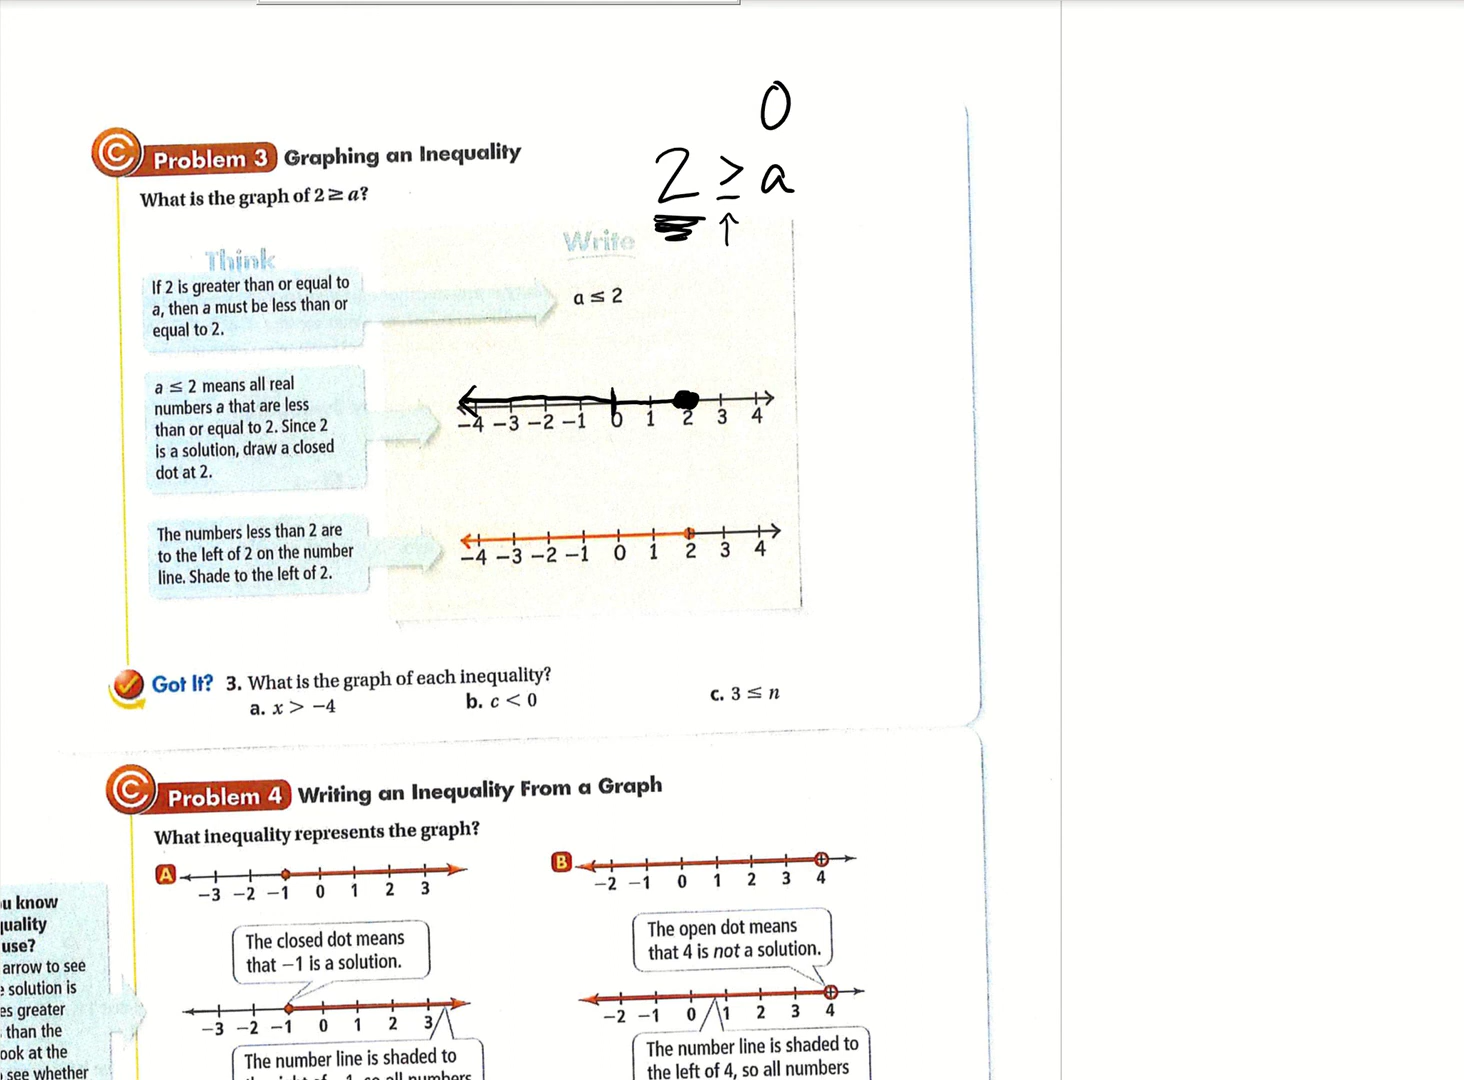 0
2 ≥ a
↑
Problem 3 Graphing an Inequality
What is the graph of 2 ≥ a?
Think
Write
If 2 is greater than or equal to
a, then a must be less than or
equal to 2.
a ≤ 2
a ≤ 2 means all real
numbers a that are less
than or equal to 2. Since 2
is a solution, draw a closed
dot at 2.
−4 −3 −2 −1 0 1 2 3 4
The numbers less than 2 are
to the left of 2 on the number
line. Shade to the left of 2.
−4 −3 −2 −1 0 1 2 3 4
Got It? 3. What is the graph of each inequality?
a. x > −4 b. c < 0 c. 3 ≤ n
Problem 4 Writing an Inequality From a Graph
What inequality represents the graph?
A
−3 −2 −1 0 1 2 3
B
−2 −1 0 1 2 3 4
The closed dot means
that −1 is a solution.
The open dot means
that 4 is not a solution.
−3 −2 −1 0 1 2 3
−2 −1 0 1 2 3 4
The number line is shaded to
The number line is shaded to
the left of 4, so all numbers
u know
quality
use?
arrow to see
e solution is
es greater
than the
ook at the
see whether